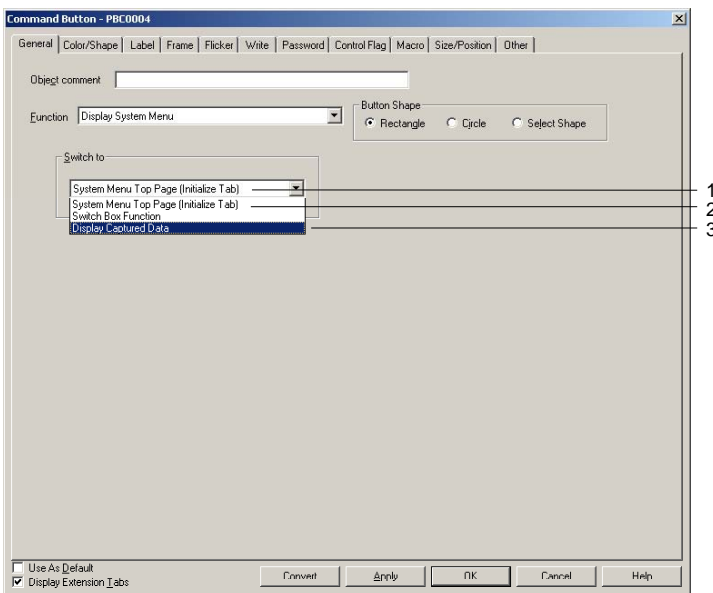 Command Button - PBC0004
General Color/Shape Label Frame Flicker Write Password Control Flag Macro Size/Position Other
Object comment
Function Display System Menu
Button Shape
Rectangle Circle Select Shape
Switch to
System Menu Top Page (Initialize Tab) 1
System Menu Top Page (Initialize Tab) 2
Switch Box Function
Display Captured Data 3
Use As Default
Display Extension Tabs
Convert Apply OK Cancel Help